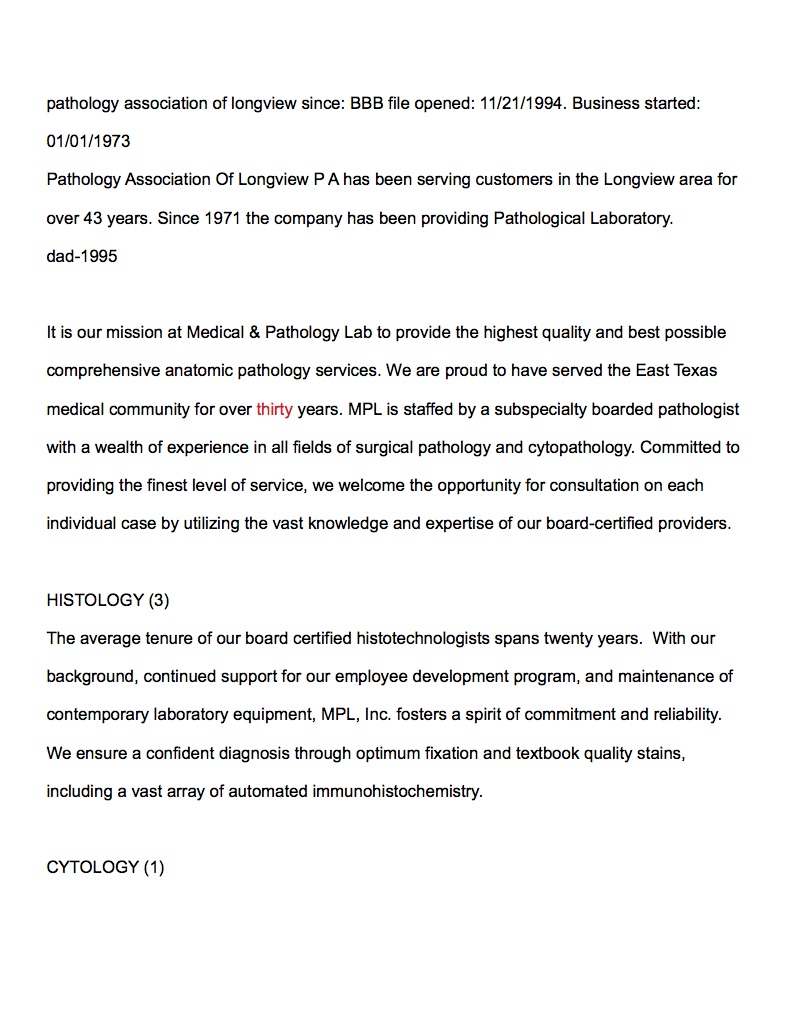 pathology association of longview since: BBB file opened: 11/21/1994. Business started:
01/01/1973
Pathology Association Of Longview P A has been serving customers in the Longview area for
over 43 years. Since 1971 the company has been providing Pathological Laboratory.
dad-1995
It is our mission at Medical & Pathology Lab to provide the highest quality and best possible
comprehensive anatomic pathology services. We are proud to have served the East Texas
medical community for over thirty years. MPL is staffed by a subspecialty boarded pathologist
with a wealth of experience in all fields of surgical pathology and cytopathology. Committed to
providing the finest level of service, we welcome the opportunity for consultation on each
individual case by utilizing the vast knowledge and expertise of our board-certified providers.
HISTOLOGY (3)
The average tenure of our board certified histotechnologists spans twenty years.  With our
background, continued support for our employee development program, and maintenance of
contemporary laboratory equipment, MPL, Inc. fosters a spirit of commitment and reliability.
We ensure a confident diagnosis through optimum fixation and textbook quality stains,
including a vast array of automated immunohistochemistry.
CYTOLOGY (1)